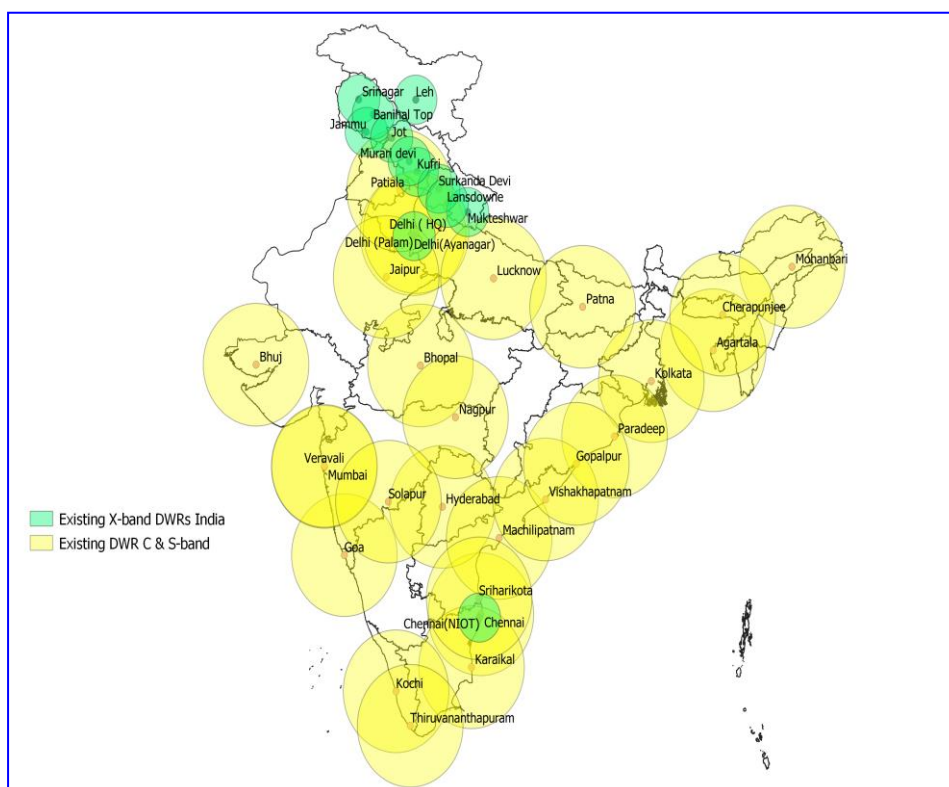 Srinagar
Leh
Banihal Top
Jammu
Jot
Murari devi
Kufri
Patiala
Surkanda Devi
Lansdowne
Mukteshwar
Delhi ( HQ)
Delhi (Palam)
Delhi(Ayanagar)
Jaipur
Lucknow
Patna
Mohanbari
Cherapunjee
Agartala
Bhuj
Bhopal
Kolkata
Nagpur
Paradeep
Gopalpur
Veravali
Mumbai
Solapur
Hyderabad
Vishakhapatnam
Machilipatnam
Existing X-band DWRs India
Existing DWR C & S-band
Goa
Sriharikota
Chennai(NIOT)
Chennai
Karaikal
Kochi
Thiruvananthapuram